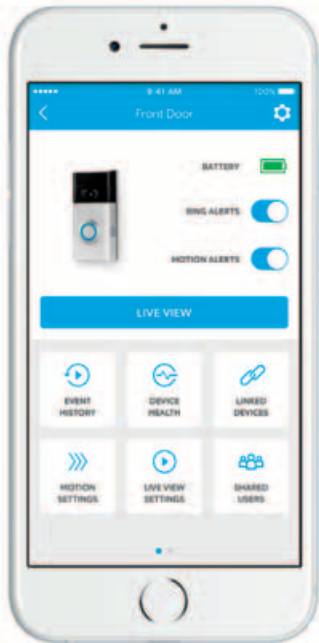 9:41 AM 100%
Front Door
BATTERY
RING ALERTS
MOTION ALERTS
LIVE VIEW
EVENT
HISTORY
DEVICE
HEALTH
LINKED
DEVICES
MOTION
SETTINGS
LIVE VIEW
SETTINGS
SHARED
USERS